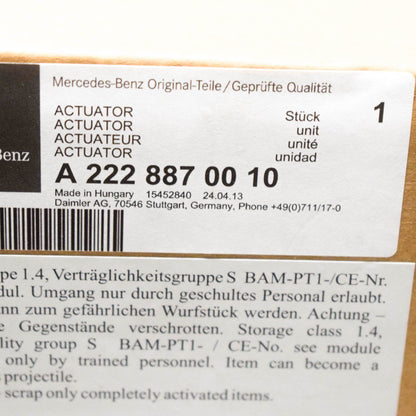 Mercedes-Benz Original-Teile/Geprüfte Qualität
ACTUATOR
ACTUATOR
ACTUATEUR
ACTUATOR
Stück
unit
unité
unidad
1
Benz
A 222 887 00 10
Made in Hungary 15452840 24.04.13
Daimler AG, 70546 Stuttgart, Germany, Phone +49(0)711/17-0
1.4, Verträglichkeitsgruppe S BAM-PT1-/CE-Nr.
Umgang nur durch geschultes Personal erlaubt.
zum gefährlichen Wurfstück werden. Achtung –
Gegenstände verschrotten. Storage class 1.4,
group S BAM-PT1- / CE-No. see module
only by trained personnel. Item can become a
projectile.
scrap only completely activated items.